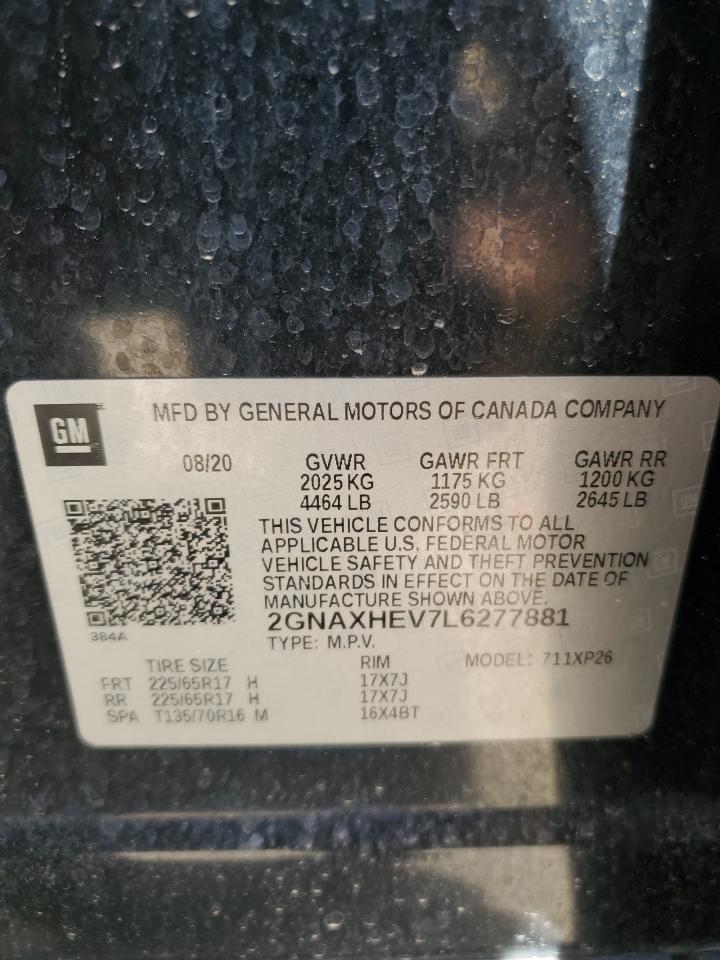 GM
MFD BY GENERAL MOTORS OF CANADA COMPANY
08/20 GVWR GAWR FRT GAWR RR
2025 KG 1175 KG 1200 KG
4464 LB 2590 LB 2645 LB
THIS VEHICLE CONFORMS TO ALL
APPLICABLE U.S. FEDERAL MOTOR
VEHICLE SAFETY AND THEFT PREVENTION
STANDARDS IN EFFECT ON THE DATE OF
MANUFACTURE SHOWN ABOVE.
2GNAXHEV7L6277881
384A
TYPE: M.P.V.
TIRE SIZE RIM MODEL: 711XP26
FRT 225/65R17 H 17X7J
RR 225/65R17 H 17X7J
SPA T135/70R16 M 16X4BT